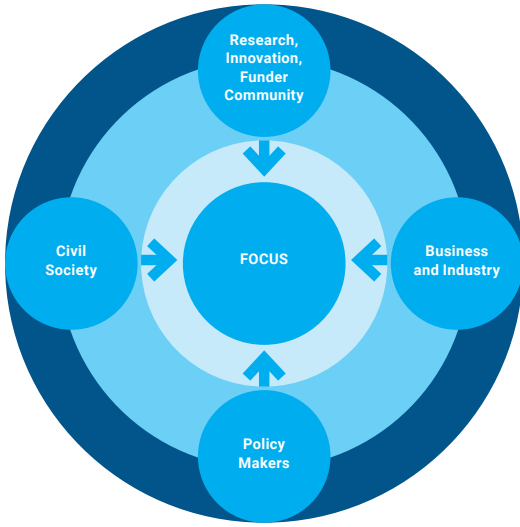 Research,
Innovation,
Funder
Community
Civil
Society
FOCUS
Business
and Industry
Policy
Makers